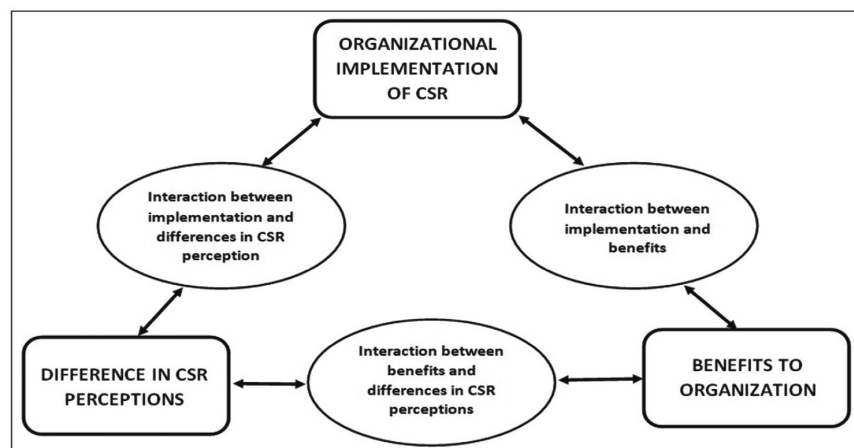 ORGANIZATIONAL
IMPLEMENTATION
OF CSR
Interaction between
implementation and
differences in CSR
perception
Interaction between
implementation and
benefits
DIFFERENCE IN CSR
PERCEPTIONS
Interaction between
benefits and
differences in CSR
perceptions
BENEFITS TO
ORGANIZATION